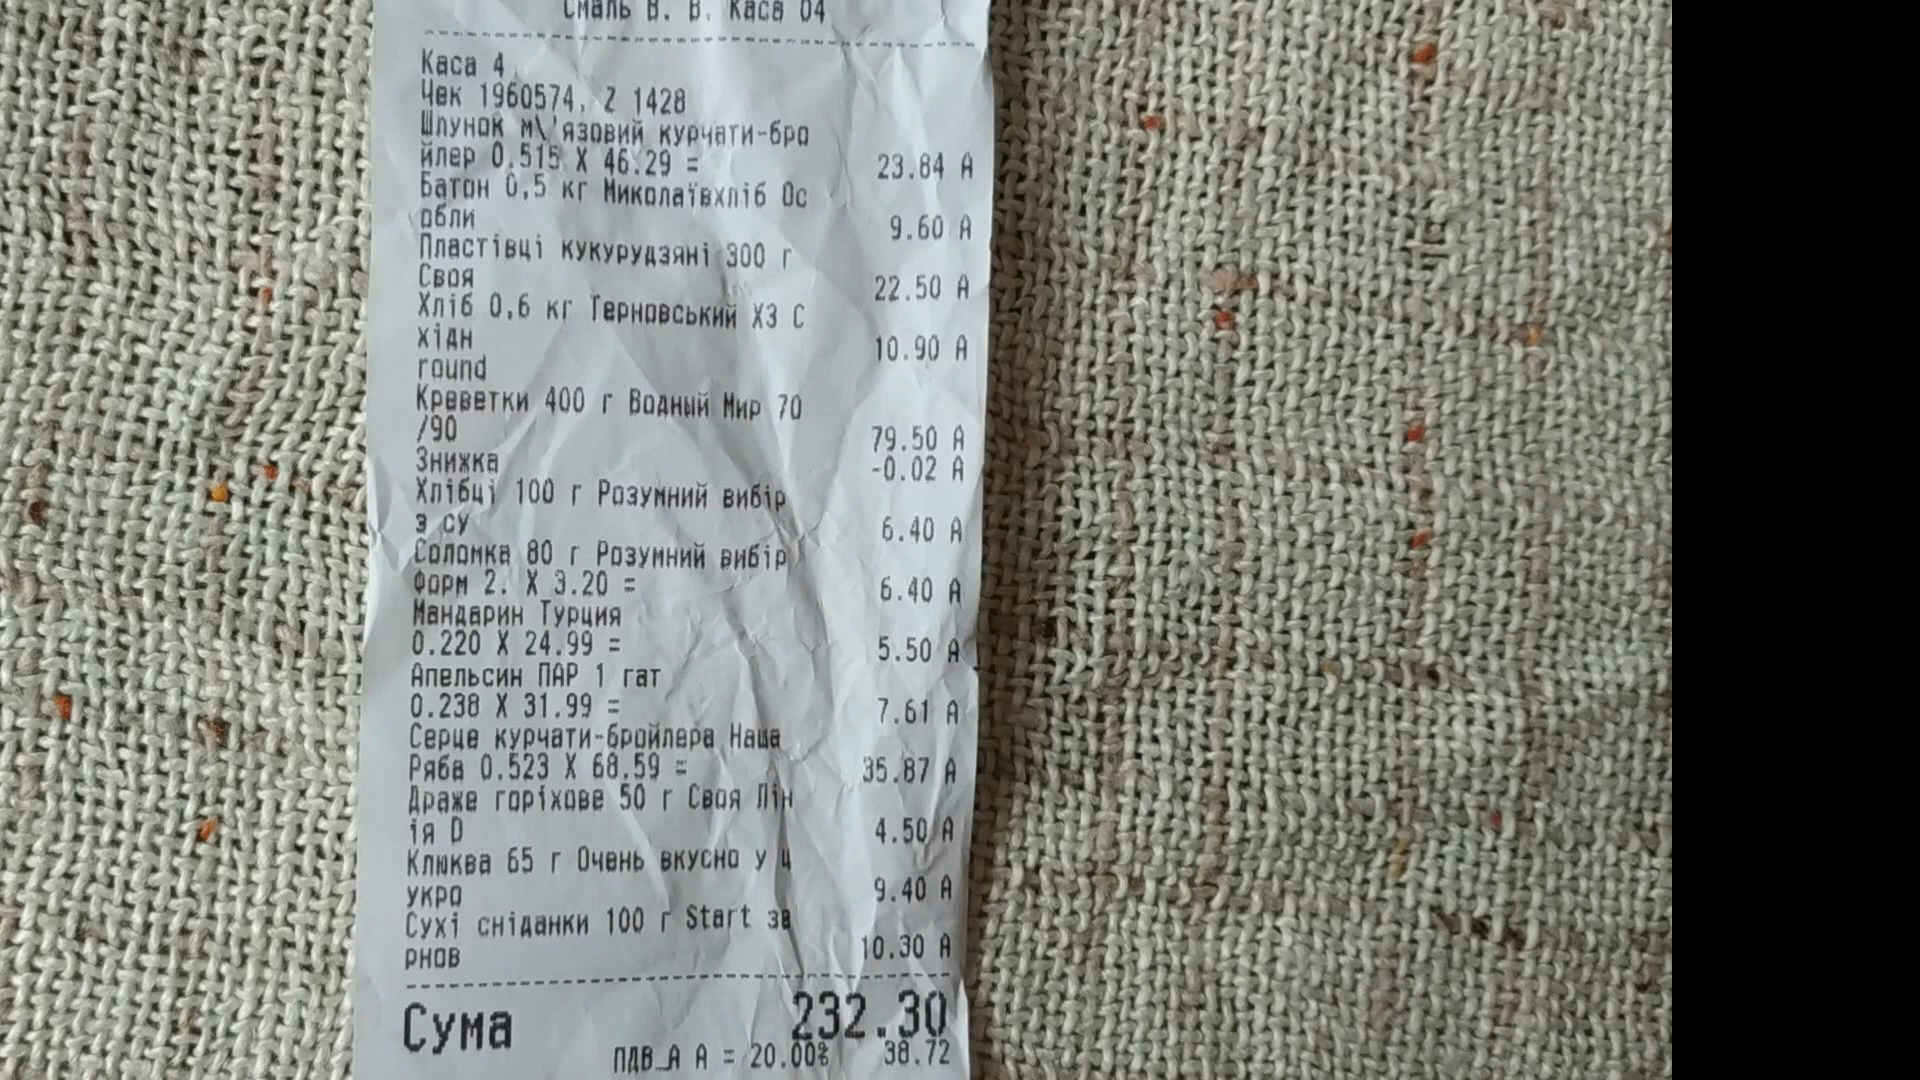 Смаль В. В. Каса 04
Каса 4
Чек 1960574, Z 1428
Шлунок м\'язовий курчати-бро
йлер 0.515 X 46.29 = 23.84 А
Батон 0,5 кг Миколаївхліб Ос
обли 9.60 А
Пластівці кукурудзяні 300 г
Своя 22.50 А
Хліб 0,6 кг Терновський ХЗ С
хідн 10.90 А
round
Креветки 400 г Водный Мир 70
/90 79.50 А
Знижка -0.02 А
Хлібці 100 г Розумний вибір
з су 6.40 А
Соломка 80 г Розумний вибір
Форм 2. X 3.20 = 6.40 А
Мандарин Турция
0.220 X 24.99 = 5.50 А
Апельсин ПАР 1 гат
0.238 X 31.99 = 7.61 А
Серце курчати-бройлера Наша
Ряба 0.523 X 68.59 = 35.87 А
Драже горіхове 50 г Своя Лін
ія D 4.50 А
Клюква 65 г Очень вкусно у ц
укро 9.40 А
Сухі сніданки 100 г Start зе
рнов 10.30 А
Сума 232.30
ПДВ_А А = 20.00% 38.72